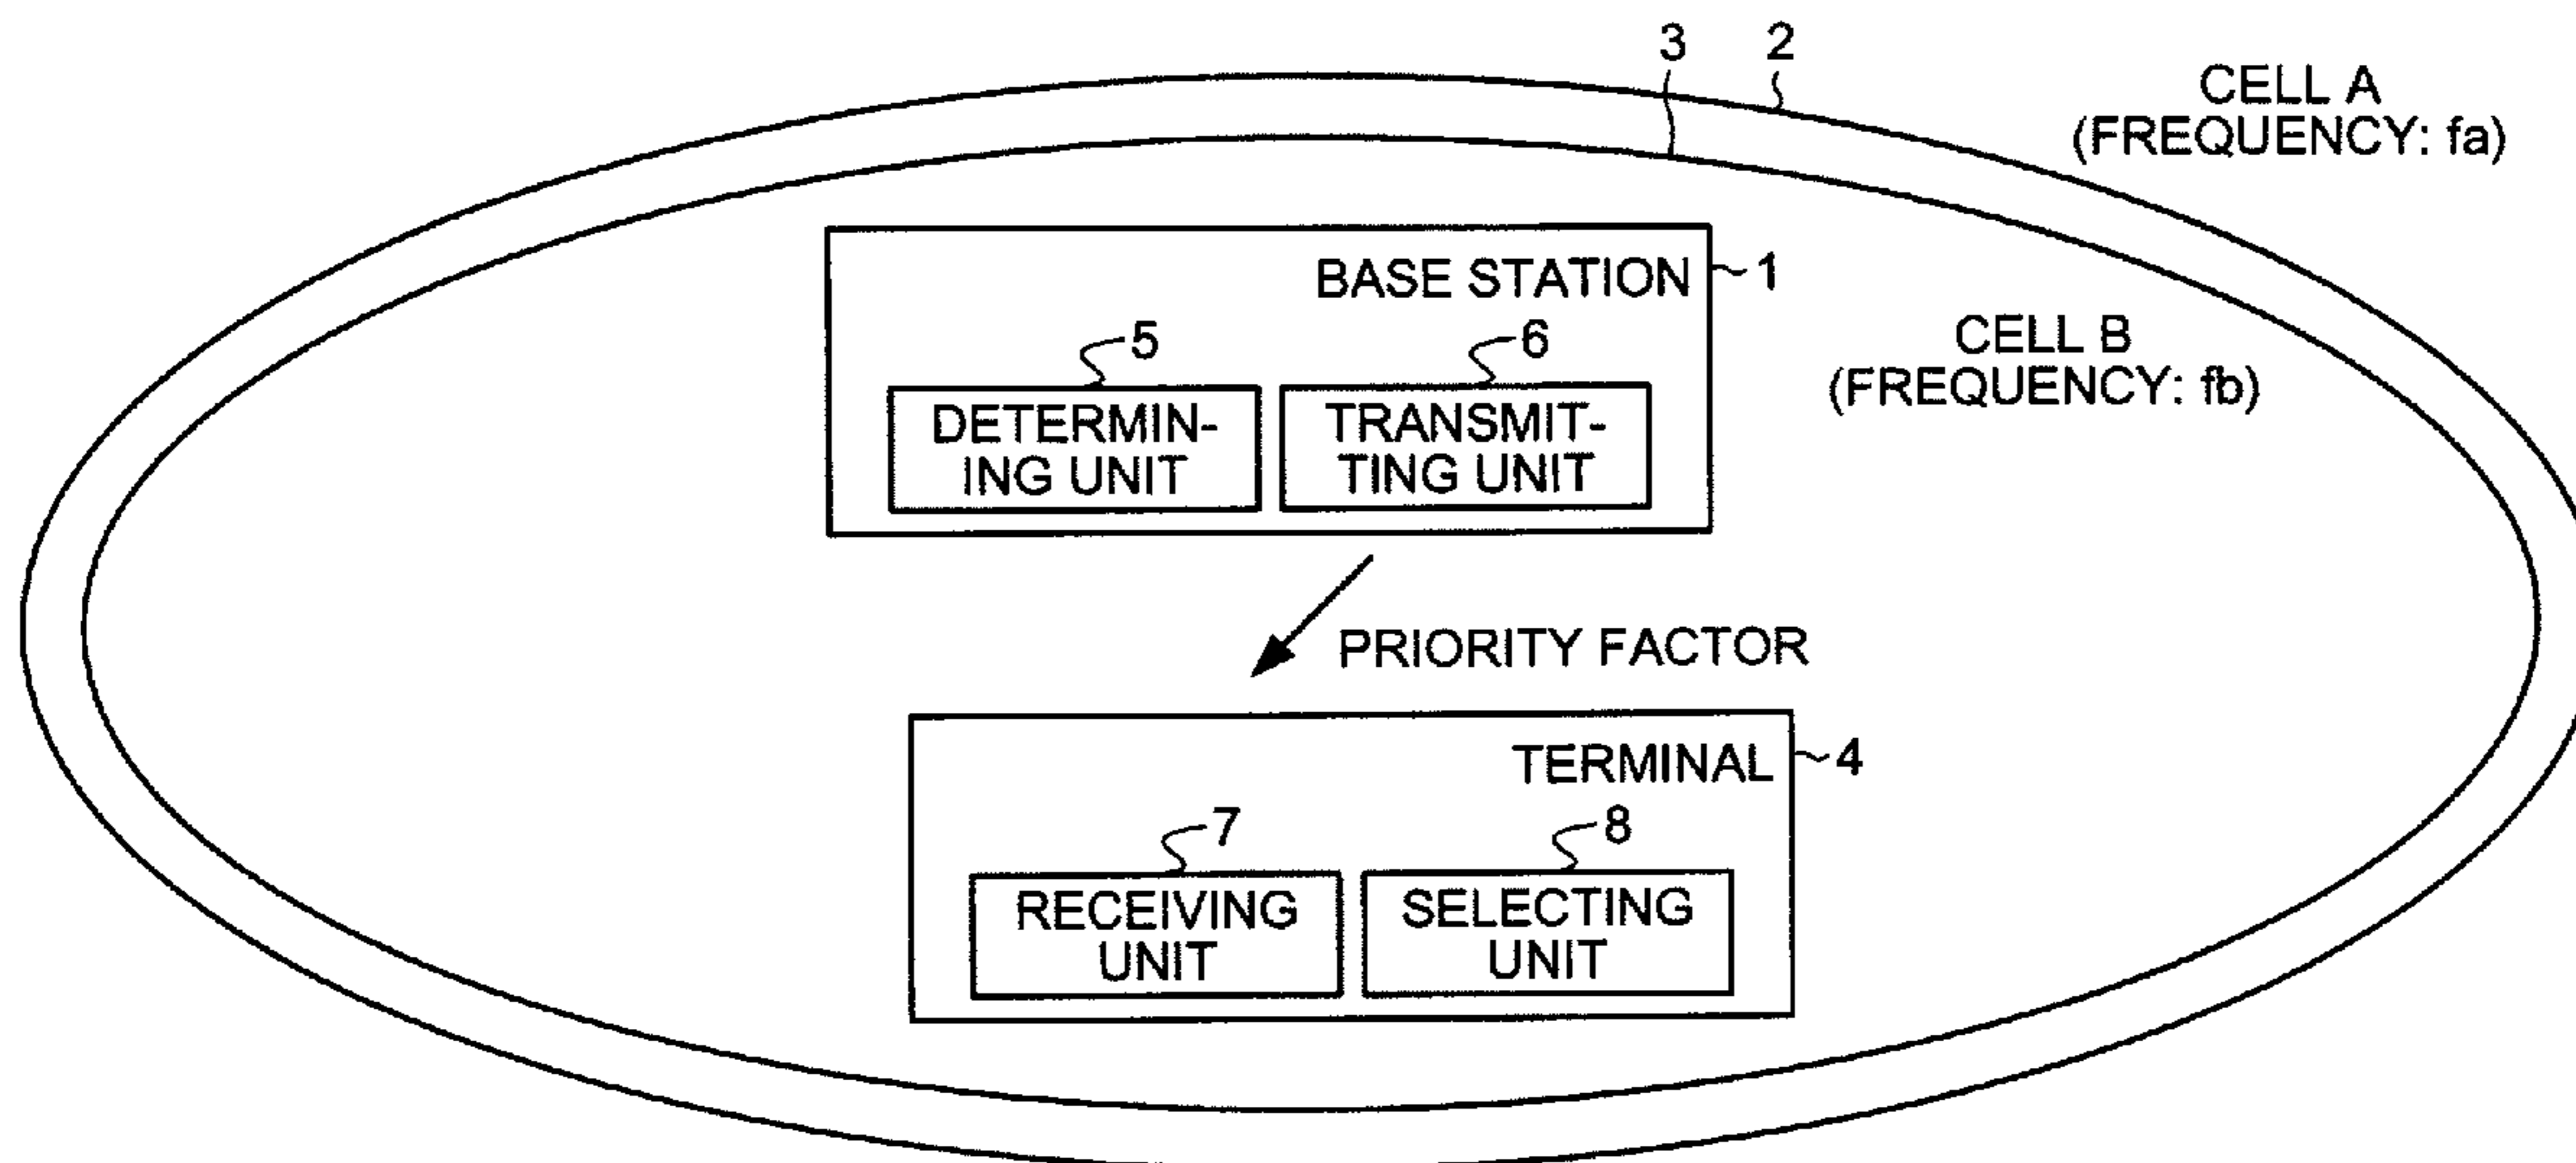 3
2
CELL A
(FREQUENCY: fa)
BASE STATION
1
CELL B
(FREQUENCY: fb)
5
6
DETERMIN-
ING UNIT
TRANSMIT-
TING UNIT
PRIORITY FACTOR
TERMINAL
4
7
8
RECEIVING
UNIT
SELECTING
UNIT